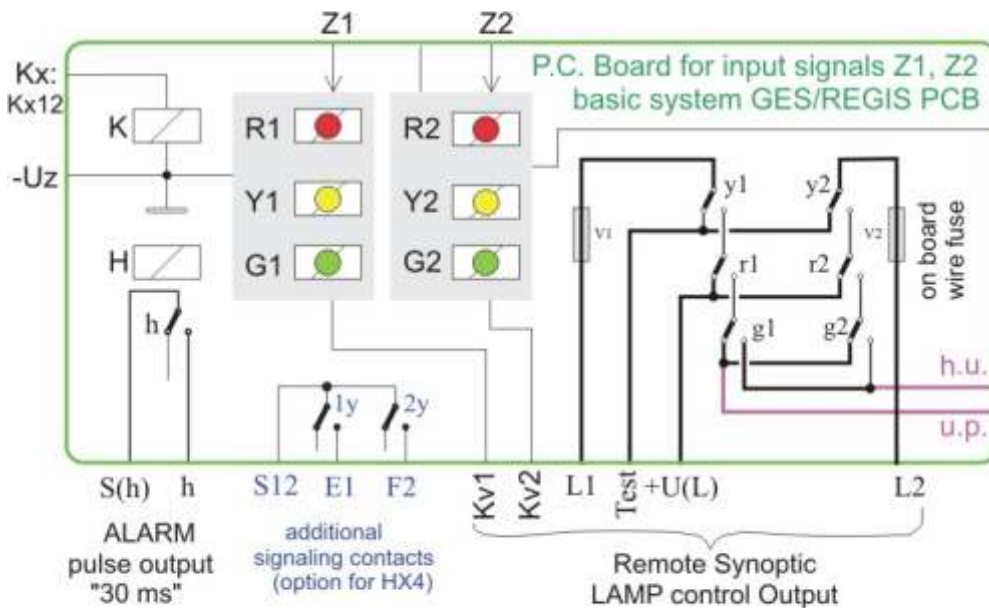 Z1 Z2
P.C. Board for input signals Z1, Z2
basic system GES/REGIS PCB
Kx:
Kx12
K
-Uz
H
h
R1
Y1
G1
R2
Y2
G2
y1 y2
V1 V2
r1 r2
g1 g2
on board
wire fuse
h.u.
u.p.
1y 2y
S(h) h S12 E1 F2 Kv1 Kv2 L1 Test +U(L) L2
ALARM
pulse output
"30 ms"
additional
signaling contacts
(option for HX4)
Remote Synoptic
LAMP control Output